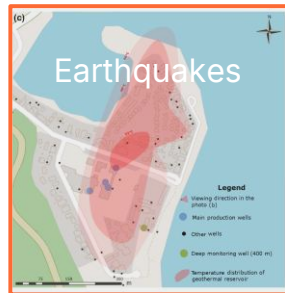 (c)
N
Earthquakes
Legend
Viewing direction in the
photo (b)
Main production wells
Other wells
Deep monitoring well (400 m)
Temperature distribution of
geothermal reservoir
m